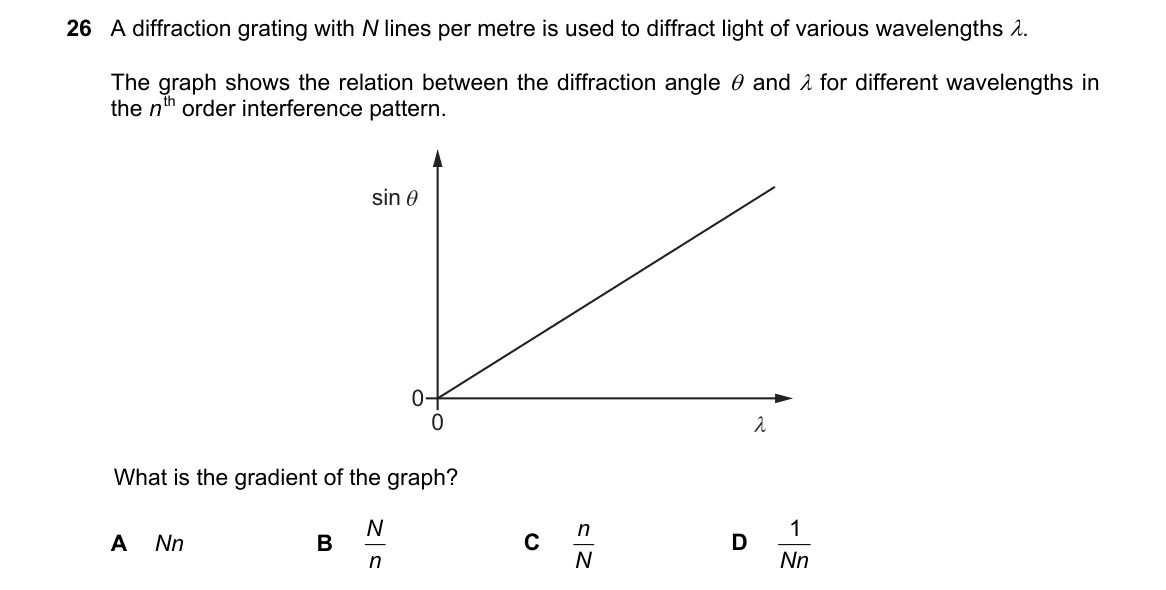 26 A diffraction grating with N lines per metre is used to diffract light of various wavelengths λ.
The graph shows the relation between the diffraction angle θ and λ for different wavelengths in
the nth order interference pattern.
sin θ
0
0
λ
What is the gradient of the graph?
A Nn B N/n C n/N D 1/Nn